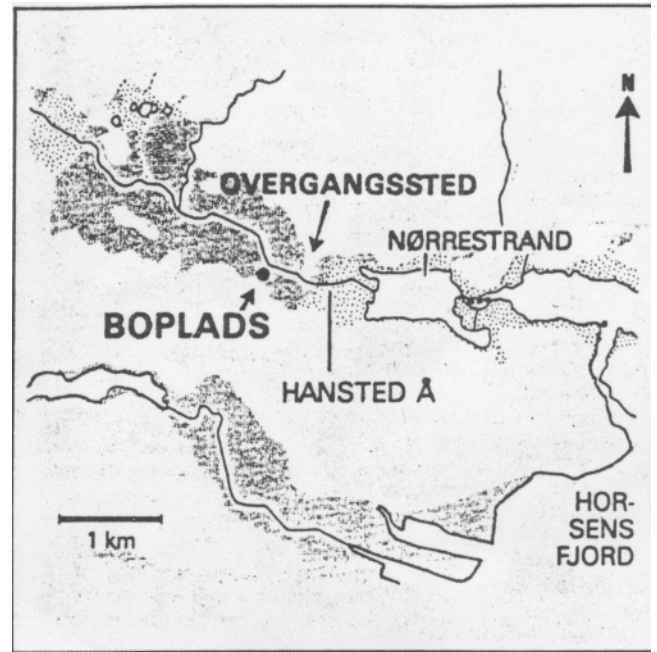 N
OVERGANGSSTED
NØRRESTRAND
BOPLADS
HANSTED Å
1 km
HOR-
SENS
FJORD